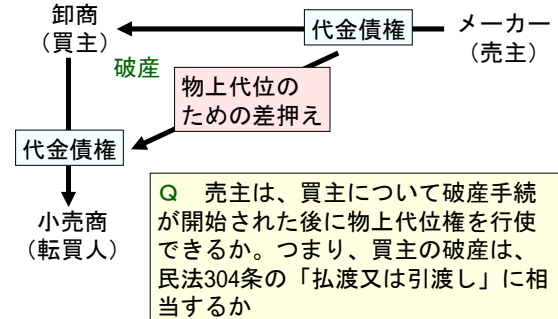 卸商
（買主）
代金債権
メーカー
（売主）
破産
物上代位の
ための差押え
代金債権
小売商
（転買人）
Q　売主は、買主について破産手続
が開始された後に物上代位権を行使
できるか。つまり、買主の破産は、
民法304条の「払渡又は引渡し」に相
当するか